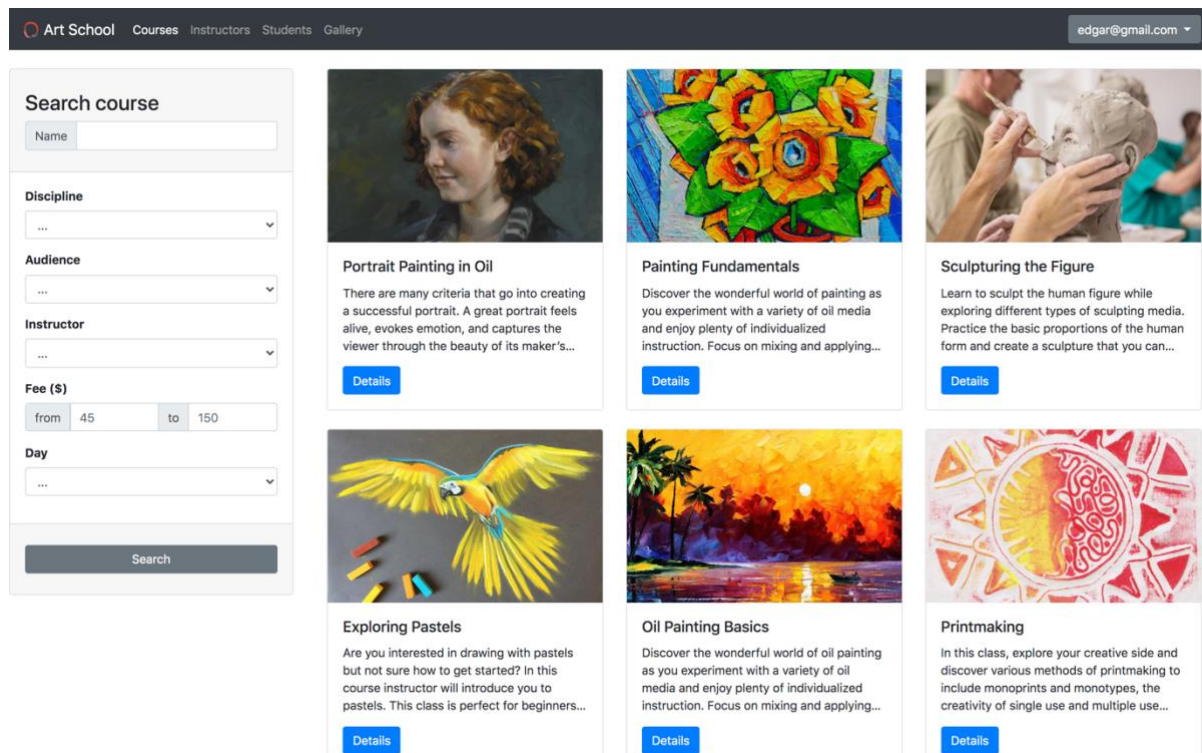 Art School Courses Instructors Students Gallery edgar@gmail.com
Search course
Name
Discipline
...
Audience
...
Instructor
...
Fee ($)
from 45 to 150
Day
...
Search
Portrait Painting in Oil
There are many criteria that go into creating
a successful portrait. A great portrait feels
alive, evokes emotion, and captures the
viewer through the beauty of its maker's...
Details
Painting Fundamentals
Discover the wonderful world of painting as
you experiment with a variety of oil media
and enjoy plenty of individualized
instruction. Focus on mixing and applying...
Details
Sculpturing the Figure
Learn to sculpt the human figure while
exploring different types of sculpting media.
Practice the basic proportions of the human
form and create a sculpture that you can...
Details
Exploring Pastels
Are you interested in drawing with pastels
but not sure how to get started? In this
course instructor will introduce you to
pastels. This class is perfect for beginners...
Details
Oil Painting Basics
Discover the wonderful world of oil painting
as you experiment with a variety of oil
media and enjoy plenty of individualized
instruction. Focus on mixing and applying...
Details
Printmaking
In this class, explore your creative side and
discover various methods of printmaking to
include monoprints and monotypes, the
creativity of single use and multiple use...
Details